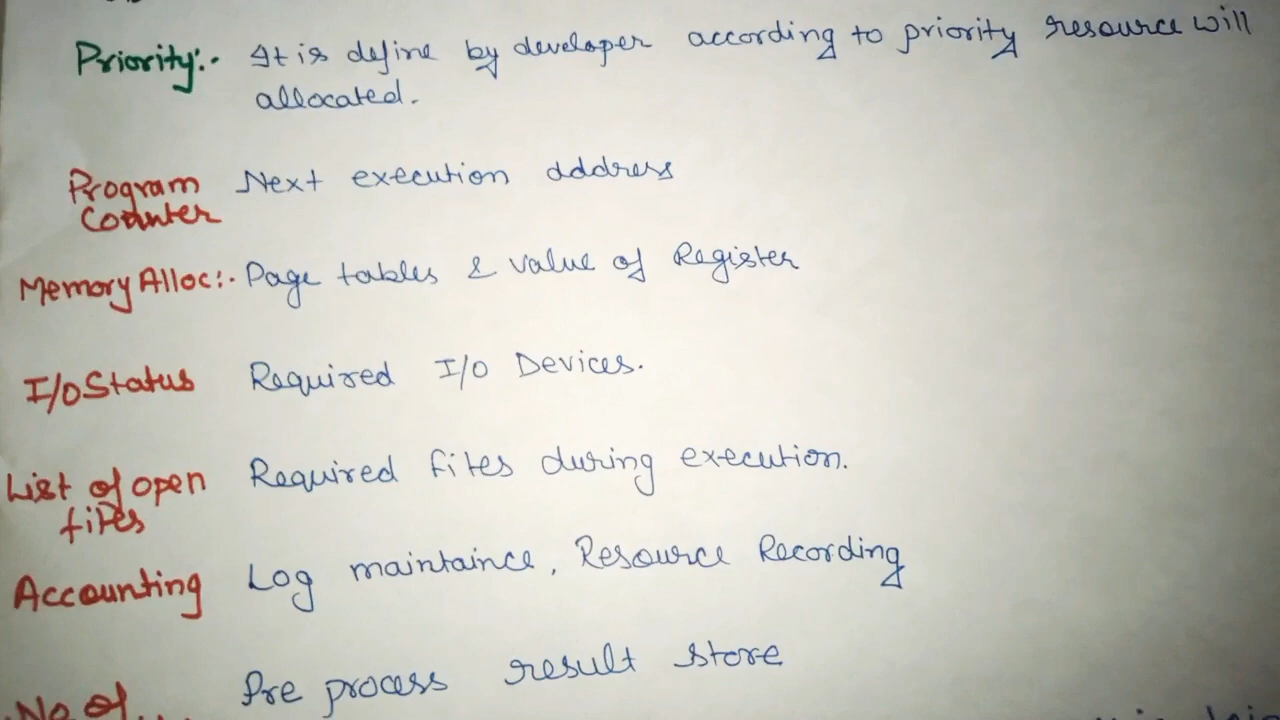 Priority:- It is define by developer according to priority resource will
allocated.
Program Next execution address
Counter
Memory Alloc:- Page tables & value of Register
I/O Status Required I/O Devices.
List of open Required files during execution.
files
Accounting Log maintaince, Resource Recording
Pre process result store
No of